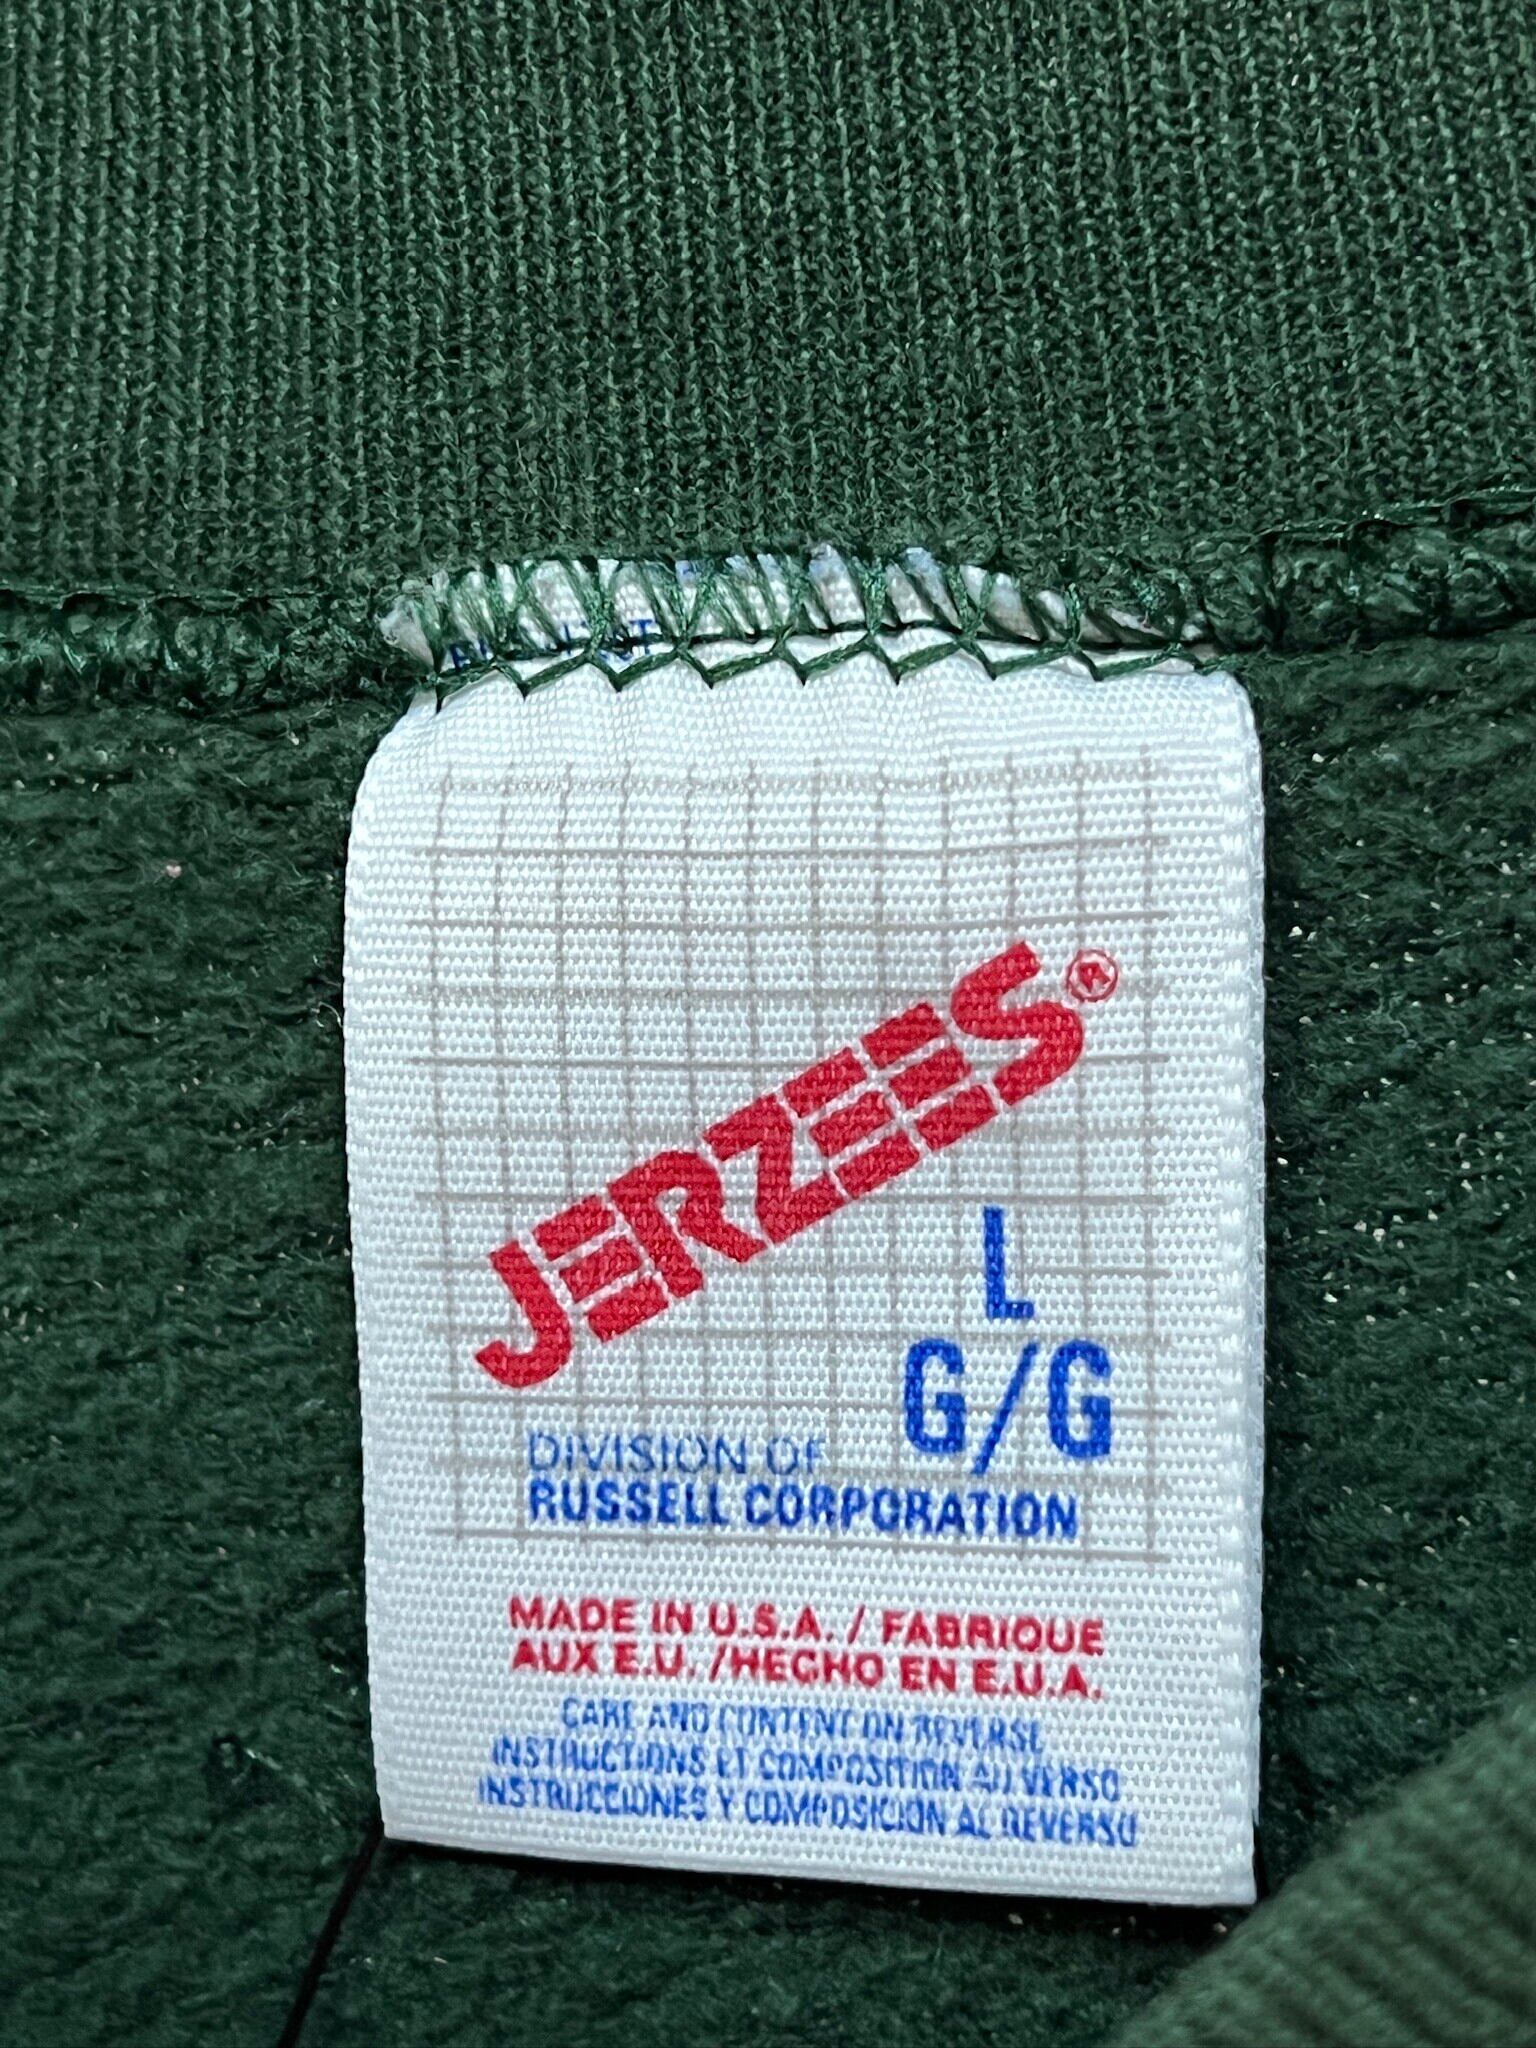 JERZEES®
L
G/G
DIVISION OF
RUSSELL CORPORATION
MADE IN U.S.A. / FABRIQUE
AUX E.U. /HECHO EN E.U.A.
CARE AND CONTENT ON REVERSE
INSTRUCTIONS ET COMPOSITION AU VERSO
INSTRUCCIONES Y COMPOSICION AL REVERSO